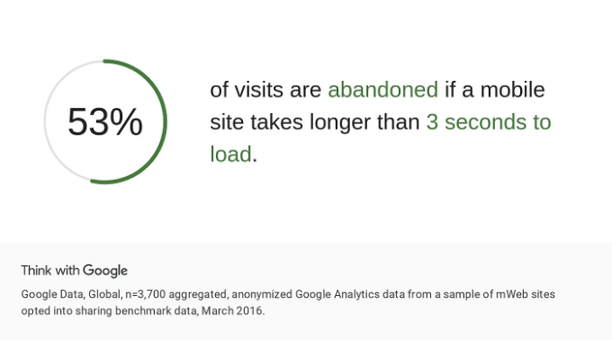 53%
of visits are abandoned if a mobile
site takes longer than 3 seconds to
load.
Think with Google
Google Data, Global, n=3,700 aggregated, anonymized Google Analytics data from a sample of mWeb sites
opted into sharing benchmark data, March 2016.